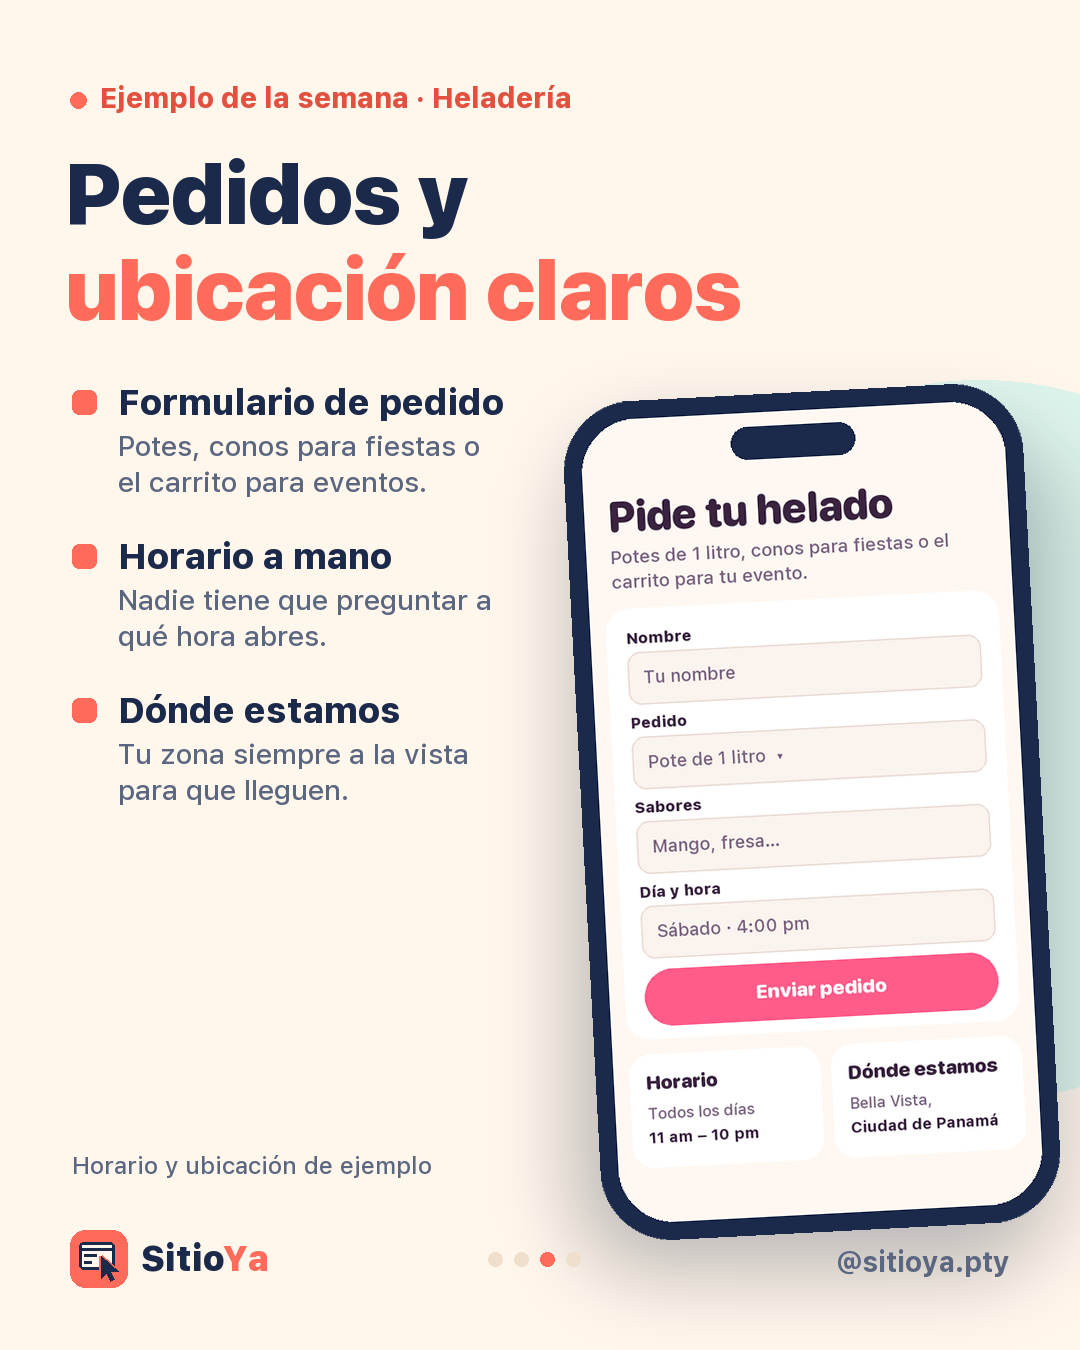 Ejemplo de la semana · Heladería
Pedidos y
ubicación claros
Formulario de pedido
Potes, conos para fiestas o
el carrito para eventos.
Horario a mano
Nadie tiene que preguntar a
qué hora abres.
Dónde estamos
Tu zona siempre a la vista
para que lleguen.
Pide tu helado
Potes de 1 litro, conos para fiestas o el
carrito para tu evento.
Nombre
Tu nombre
Pedido
Pote de 1 litro ▾
Sabores
Mango, fresa...
Día y hora
Sábado · 4:00 pm
Enviar pedido
Horario
Todos los días
11 am – 10 pm
Dónde estamos
Bella Vista,
Ciudad de Panamá
Horario y ubicación de ejemplo
SitioYa
@sitioya.pty